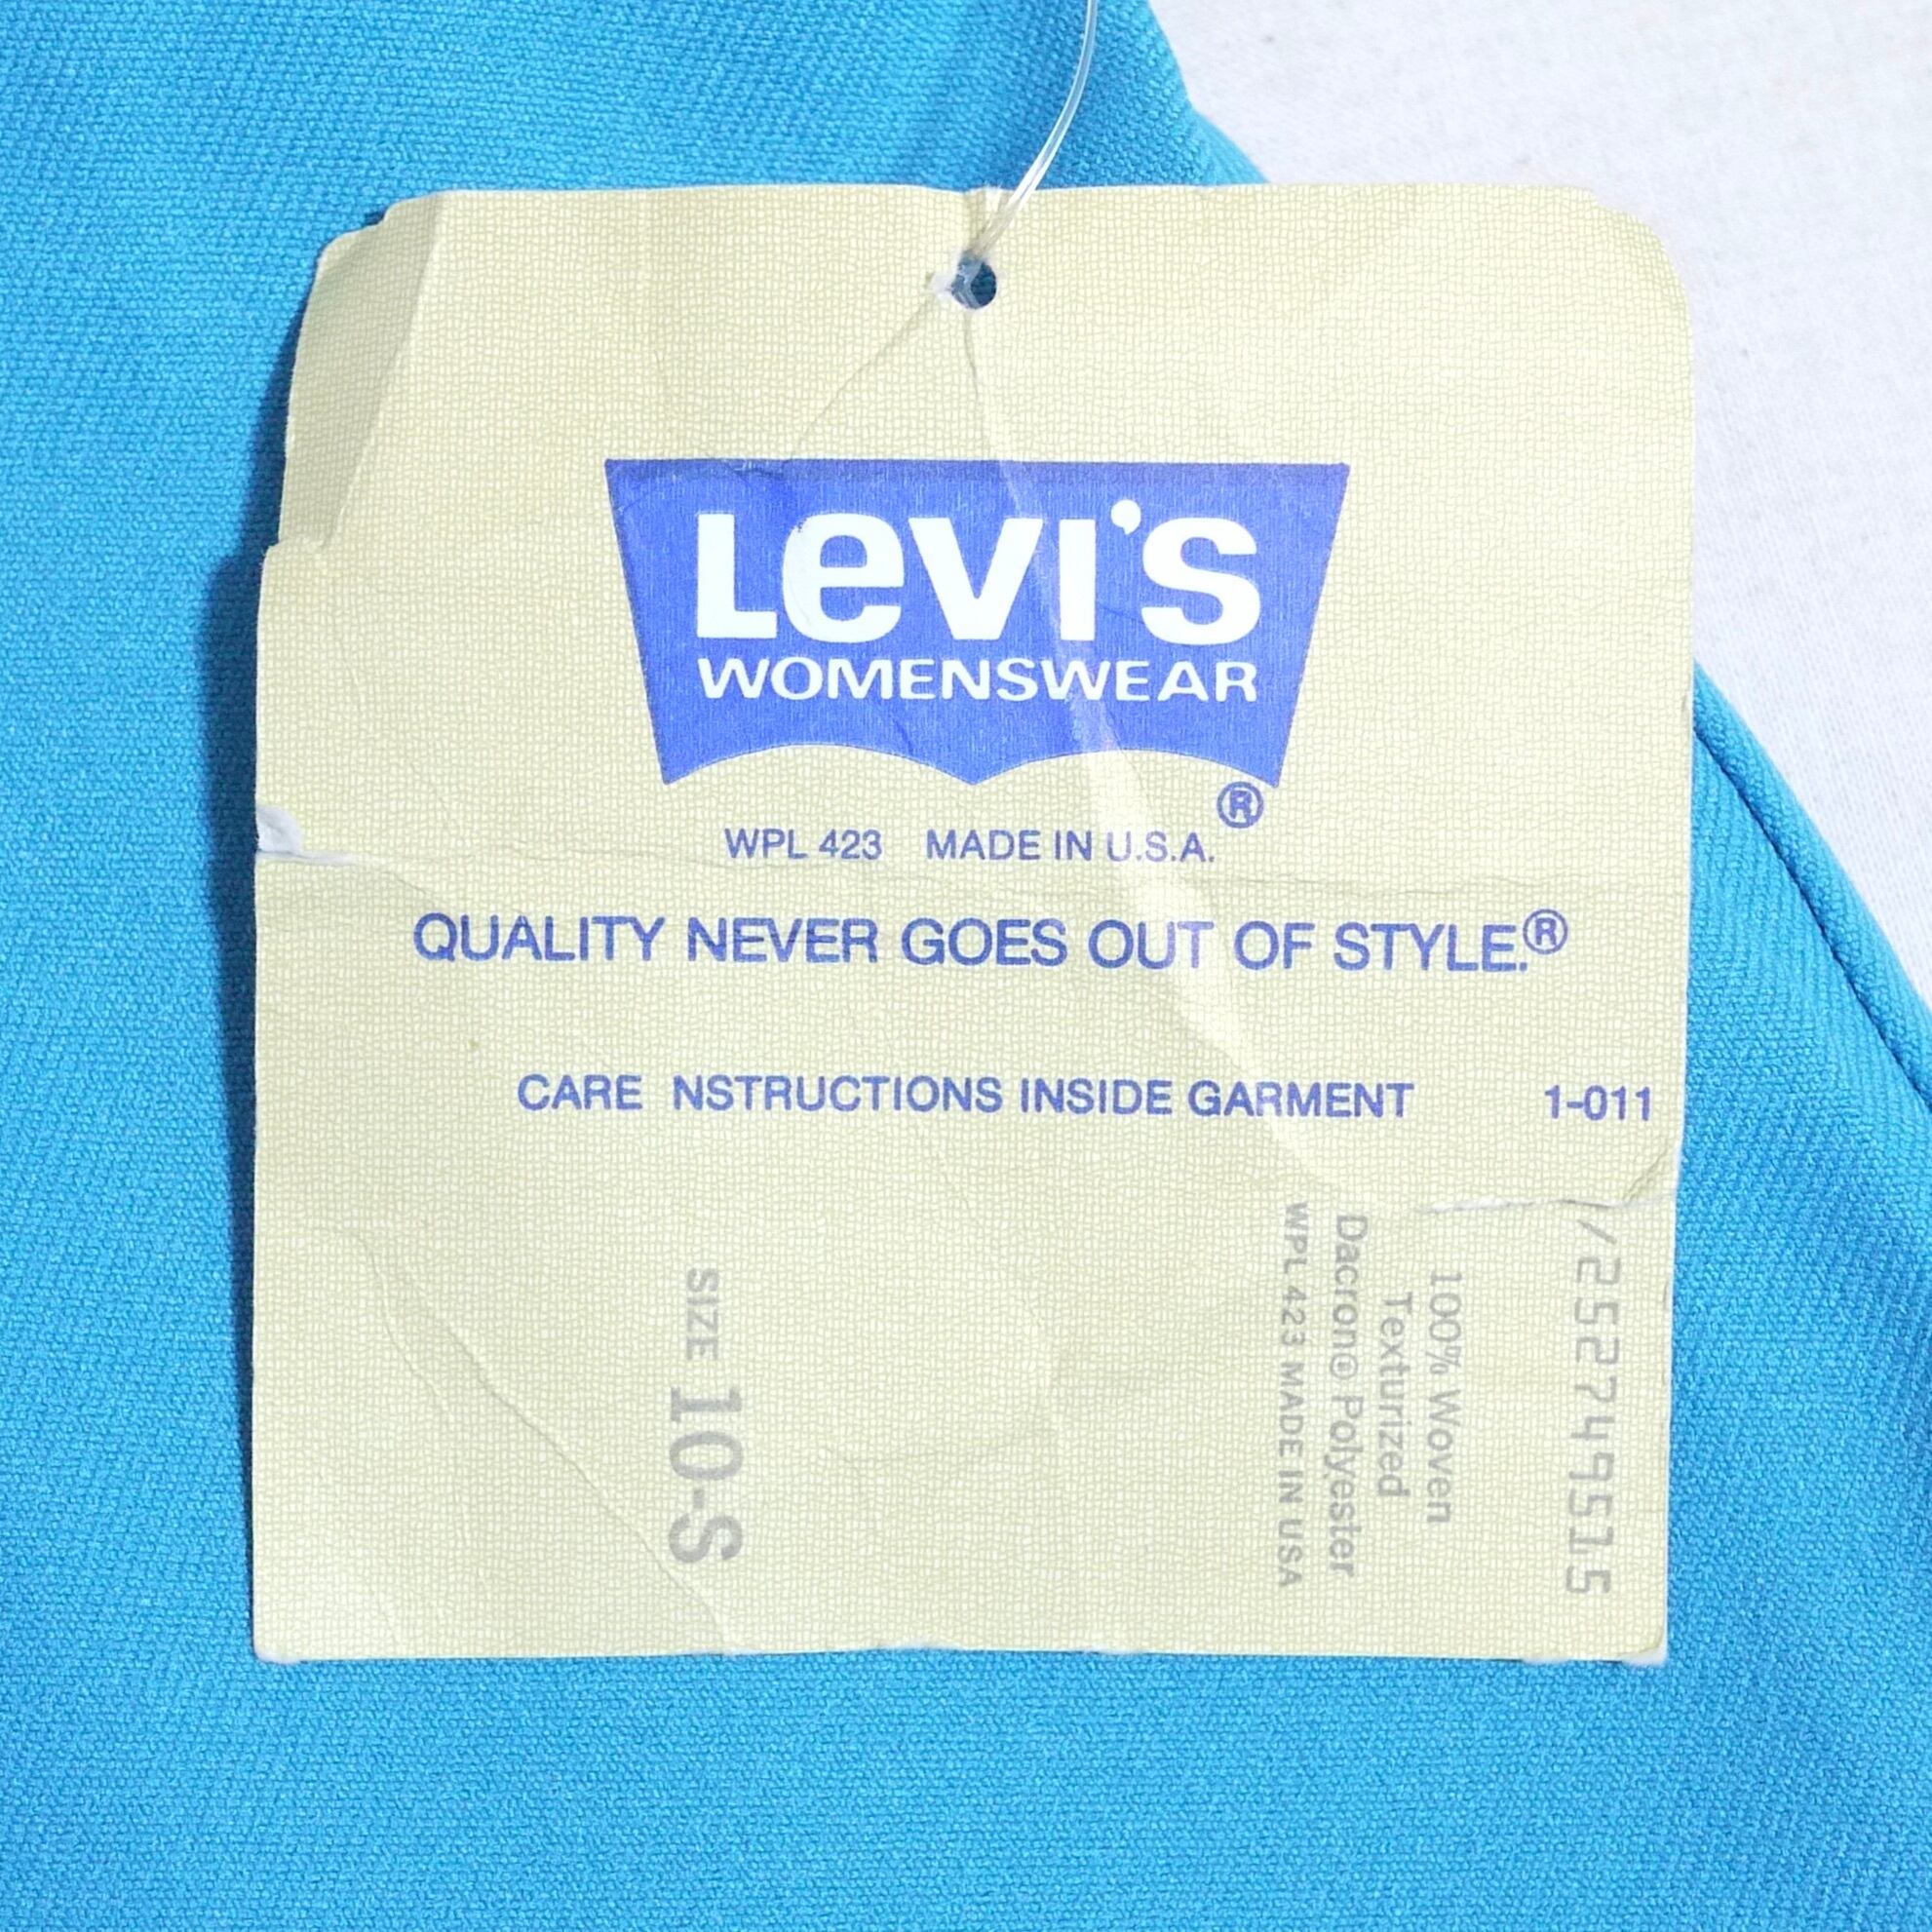 Levi's
WOMENSWEAR
®
WPL 423 MADE IN U.S.A.
QUALITY NEVER GOES OUT OF STYLE.®
CARE NSTRUCTIONS INSIDE GARMENT 1-011
/252749515
100% Woven
Texturized
Dacron® Polyester
WPL 423 MADE IN USA
SIZE 10-S